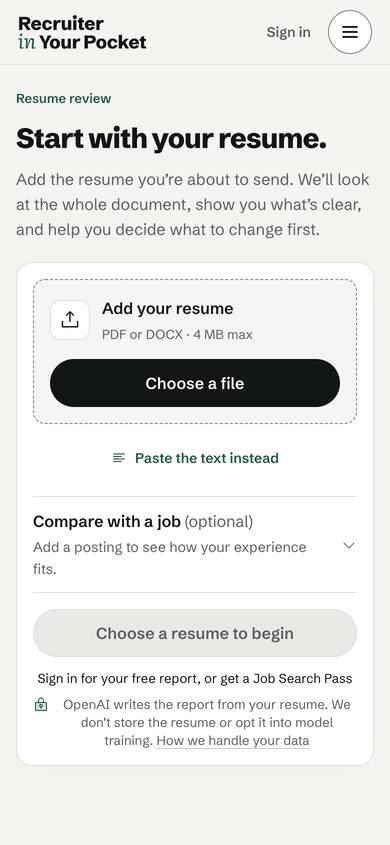 Recruiter
in Your Pocket
Sign in
Resume review
Start with your resume.
Add the resume you’re about to send. We’ll look
at the whole document, show you what’s clear,
and help you decide what to change first.
Add your resume
PDF or DOCX · 4 MB max
Choose a file
Paste the text instead
Compare with a job (optional)
Add a posting to see how your experience
fits.
Choose a resume to begin
Sign in for your free report, or get a Job Search Pass
OpenAI writes the report from your resume. We
don’t store the resume or opt it into model
training. How we handle your data